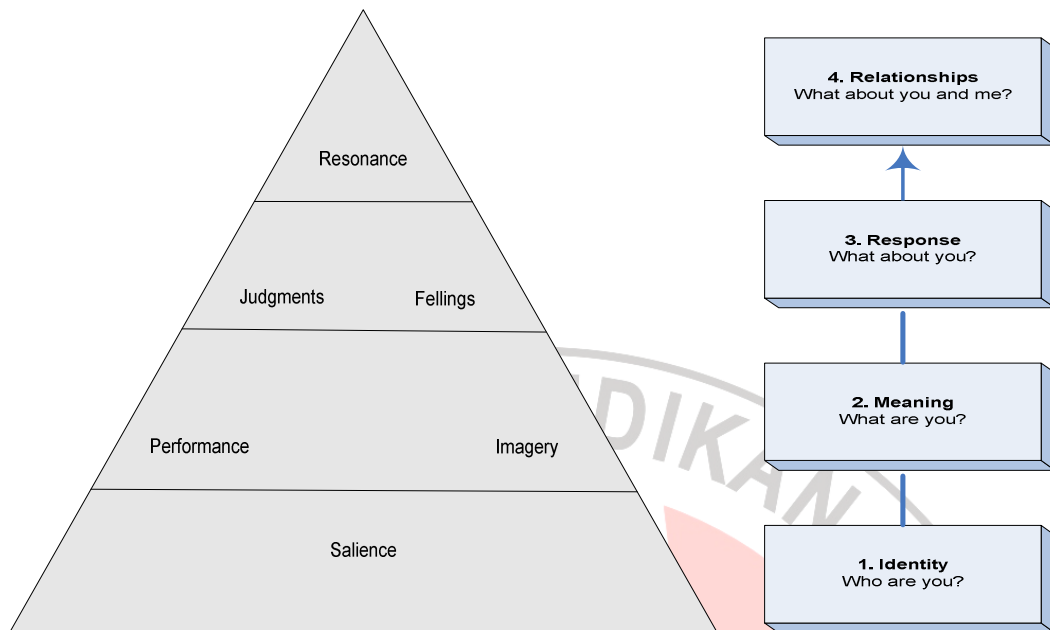 Resonance
Judgments
Fellings
Performance
Imagery
Salience
4. Relationships
What about you and me?
3. Response
What about you?
2. Meaning
What are you?
1. Identity
Who are you?